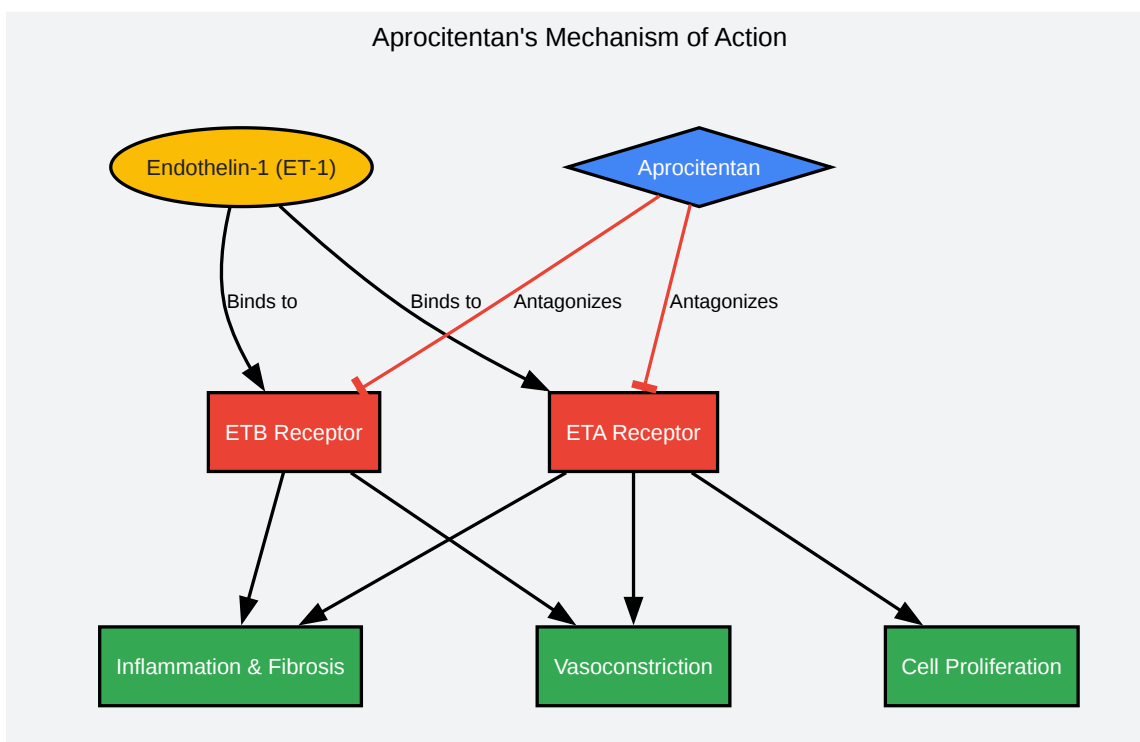 Aprocitentan's Mechanism of Action
Endothelin-1 (ET-1)
Aprocitentan
Binds to
Binds to
Antagonizes
Antagonizes
ETB Receptor
ETA Receptor
Inflammation & Fibrosis
Vasoconstriction
Cell Proliferation